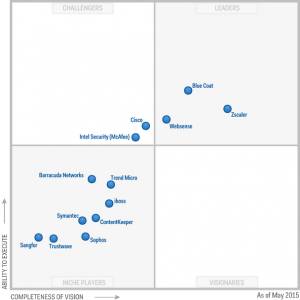 CHALLENGERS
LEADERS
Blue Coat
Zscaler
Cisco
Websense
Intel Security (McAfee)
Barracuda Networks
Trend Micro
iboss
Symantec
ContentKeeper
Sangfor
Trustwave
Sophos
NICHE PLAYERS
VISIONARIES
ABILITY TO EXECUTE
COMPLETENESS OF VISION
As of May 2015